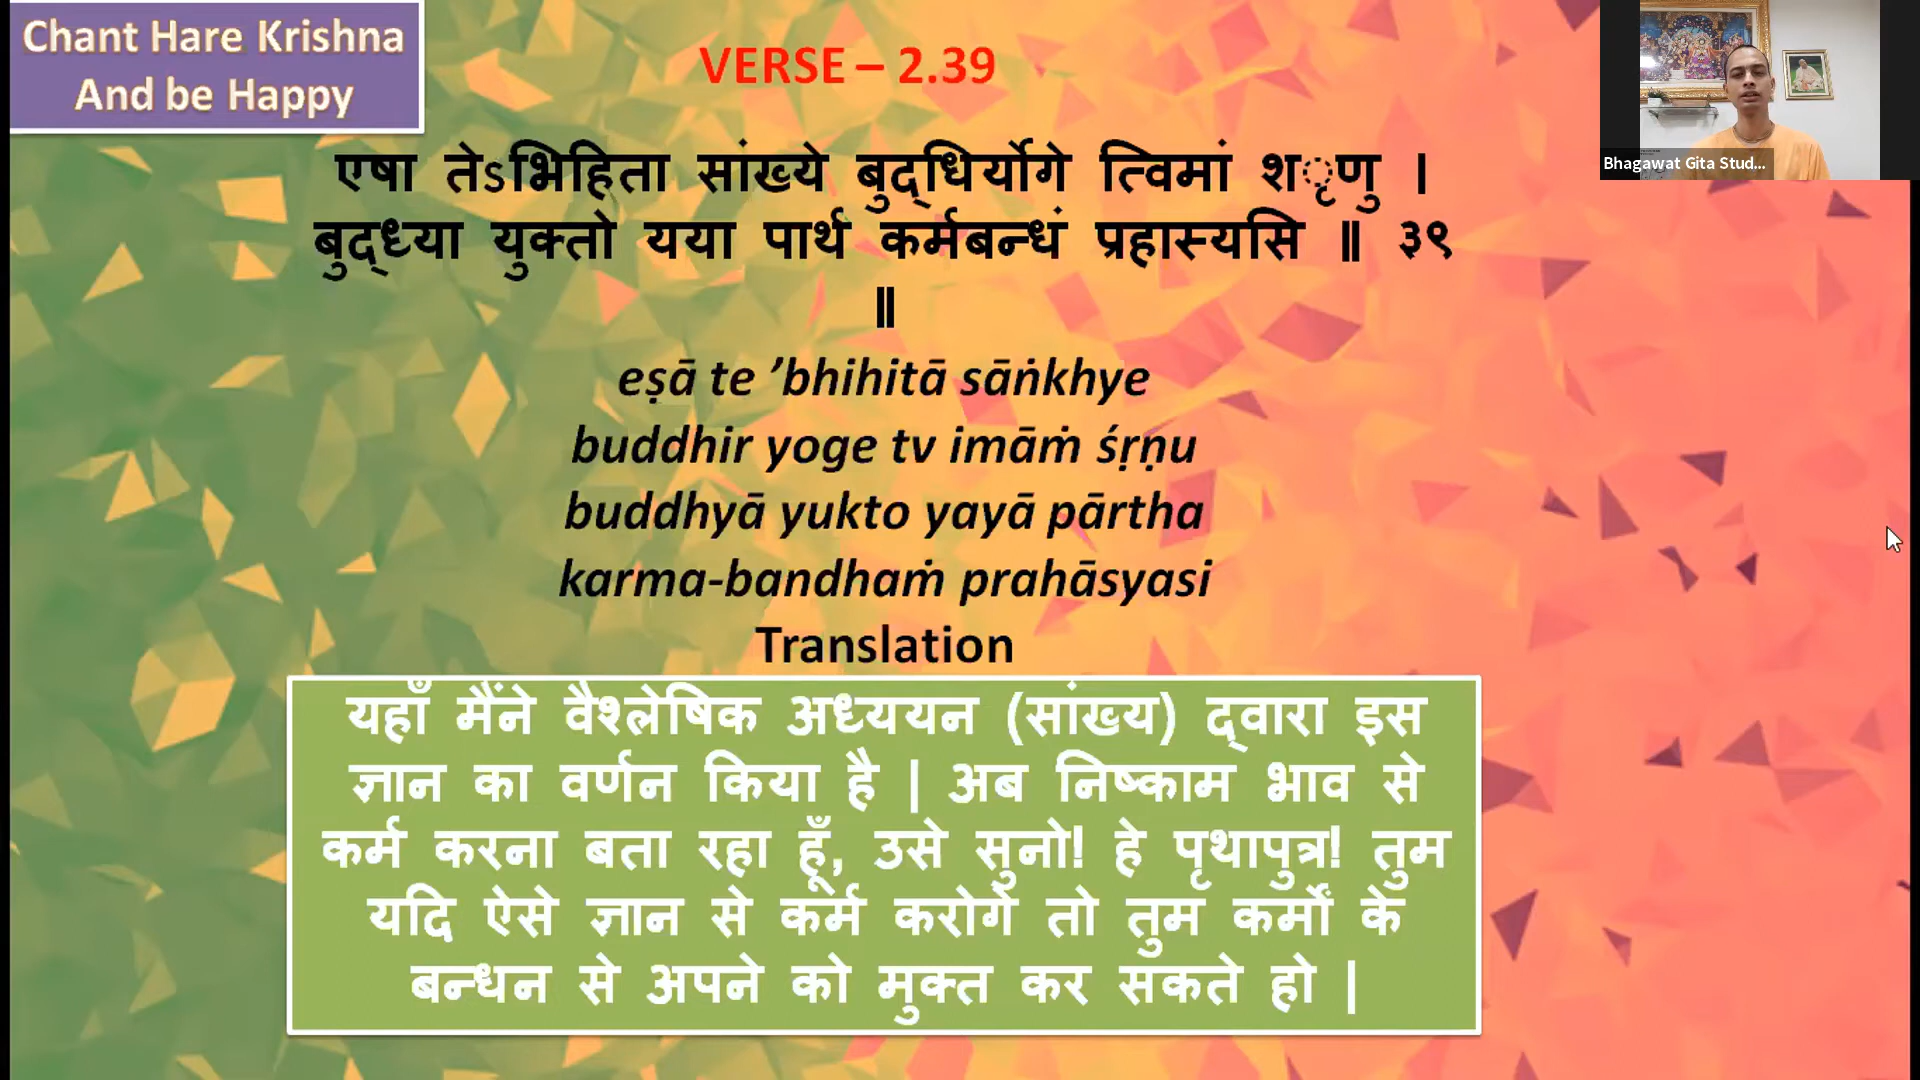 Chant Hare Krishna
And be Happy
VERSE – 2.39
Bhagawat Gita Stud...
एषा तेऽभिहिता सांख्ये बुद्धिर्योगे त्विमां शृणु ।
बुद्ध्या युक्तो यया पार्थ कर्मबन्धं प्रहास्यसि ॥ ३९
॥
eṣā te ’bhihitā sāṅkhye
buddhir yoge tv imāṁ śṛṇu
buddhyā yukto yayā pārtha
karma-bandhaṁ prahāsyasi
Translation
यहाँ मैंने वैश्लेषिक अध्ययन (सांख्य) द्वारा इस
ज्ञान का वर्णन किया है | अब निष्काम भाव से
कर्म करना बता रहा हूँ, उसे सुनो! हे पृथापुत्र! तुम
यदि ऐसे ज्ञान से कर्म करोगे तो तुम कर्मों के
बन्धन से अपने को मुक्त कर सकते हो |